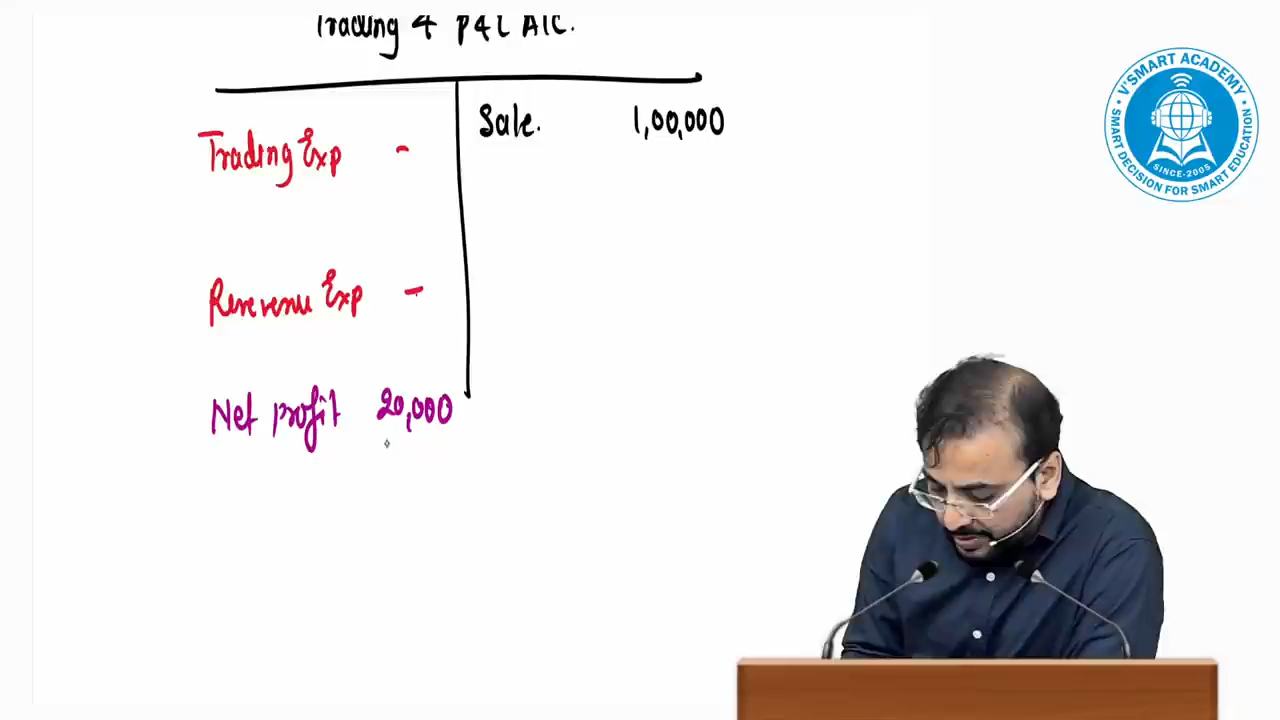 Trading & P&L A/C.
Sale. 1,00,000
Trading Exp -
Revenue Exp -
Net profit 20,000
V'SMART ACADEMY
SINCE-2005
SMART DECISION FOR SMART EDUCATION